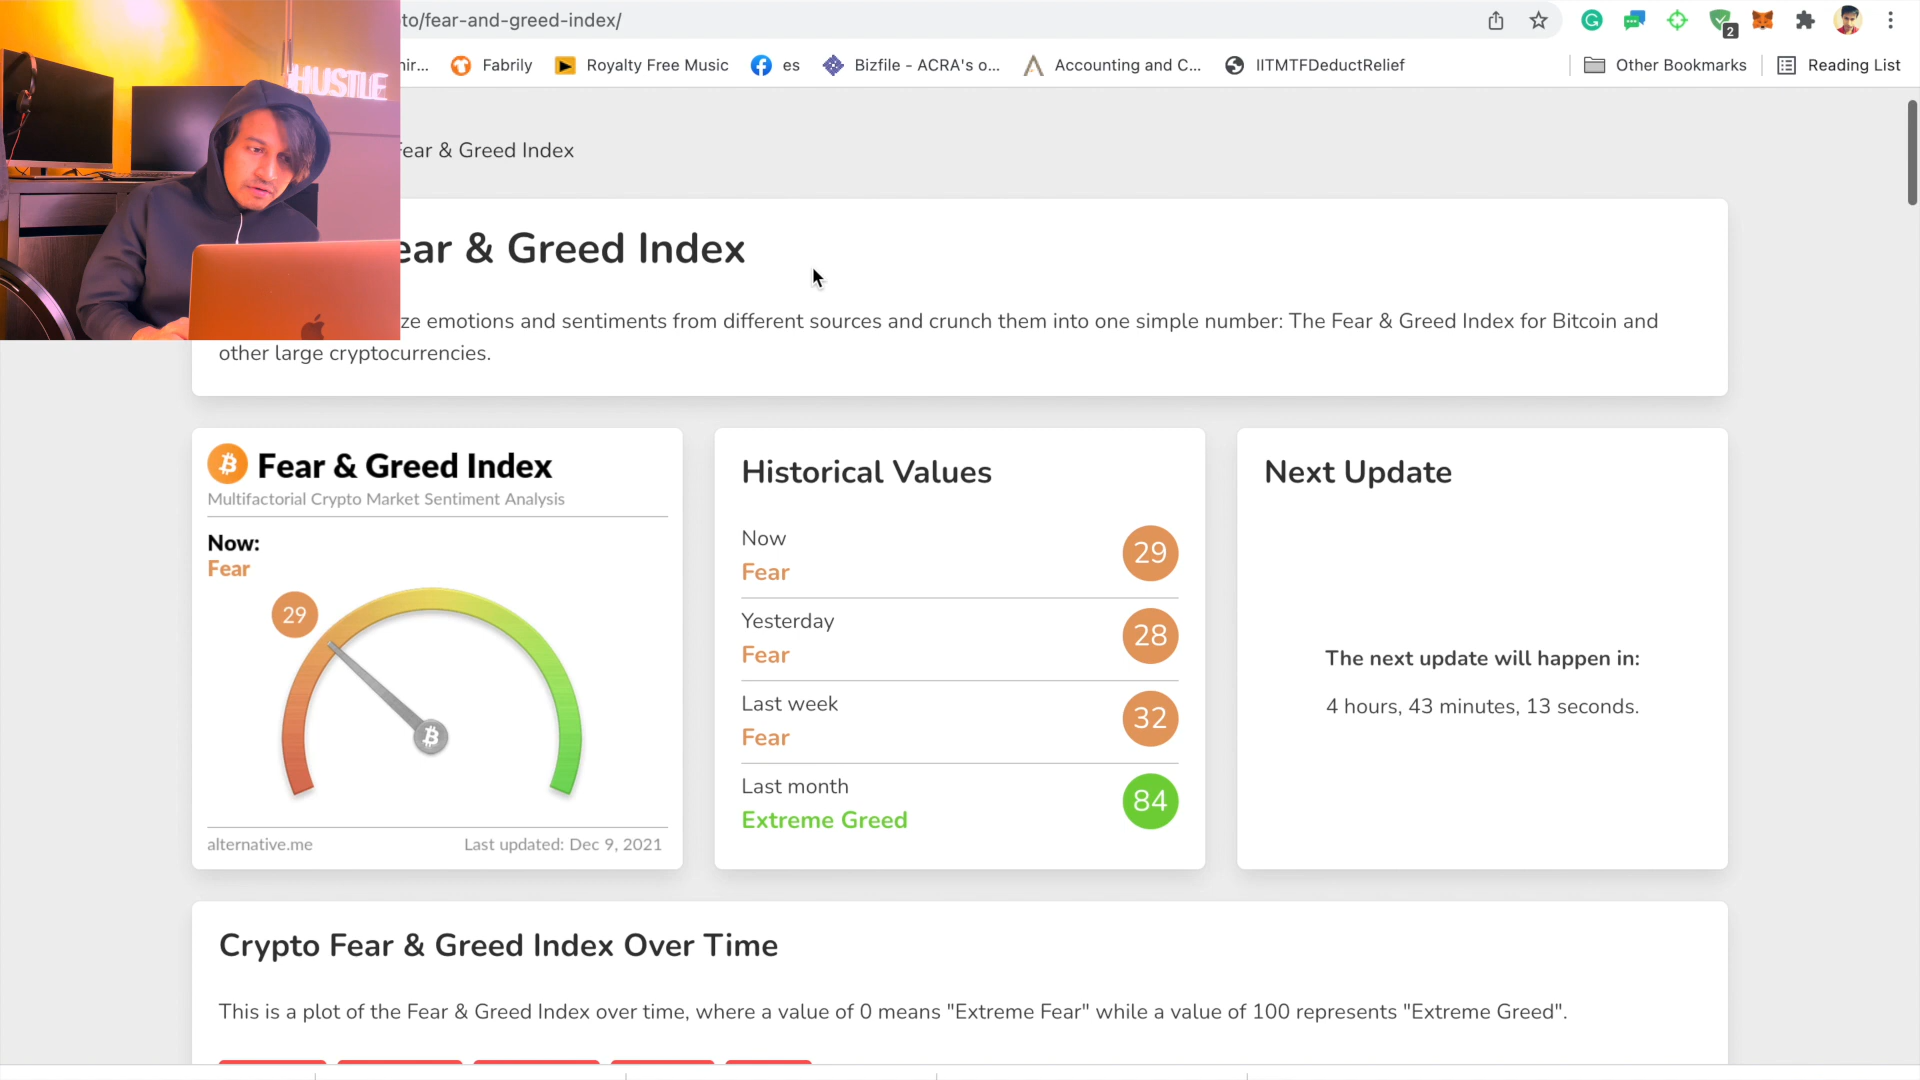 to/fear-and-greed-index/
2
Fabrily
Royalty Free Music
es
Bizfile - ACRA's o...
Accounting and C...
IITMTFDeductRelief
Other Bookmarks
Reading List
HUSTLE
Fear & Greed Index
ear & Greed Index
ze emotions and sentiments from different sources and crunch them into one simple number: The Fear & Greed Index for Bitcoin and
other large cryptocurrencies.
Fear & Greed Index
Multifactorial Crypto Market Sentiment Analysis
Now:
Fear
29
alternative.me
Last updated: Dec 9, 2021
Historical Values
Now
Fear
29
Yesterday
Fear
28
Last week
Fear
32
Last month
Extreme Greed
84
Next Update
The next update will happen in:
4 hours, 43 minutes, 13 seconds.
Crypto Fear & Greed Index Over Time
This is a plot of the Fear & Greed Index over time, where a value of 0 means "Extreme Fear" while a value of 100 represents "Extreme Greed".